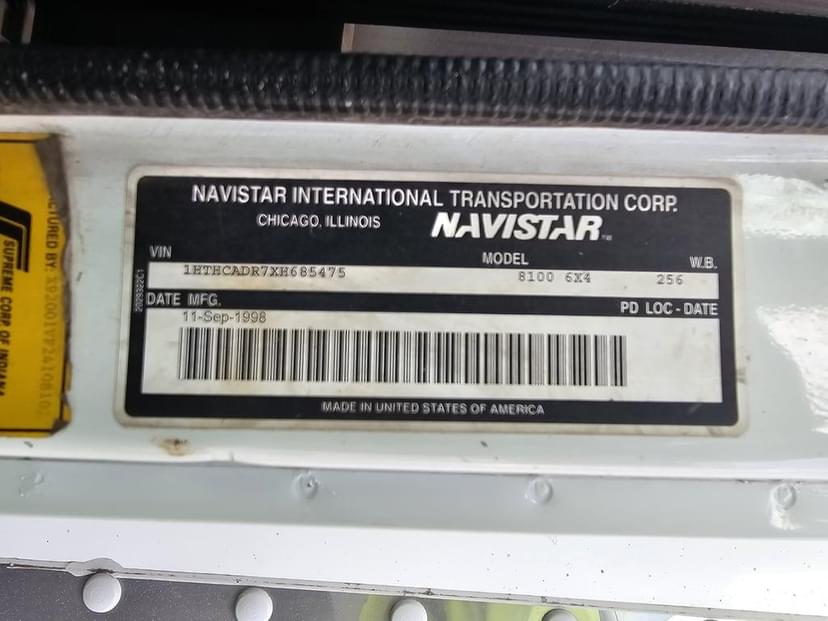 NAVISTAR INTERNATIONAL TRANSPORTATION CORP.
CHICAGO, ILLINOIS NAVISTAR
VIN MODEL W.B.
1HTHCADR7XH685475 8100 6X4 256
DATE MFG. PD LOC - DATE
11-Sep-1998
MADE IN UNITED STATES OF AMERICA
2029322C1
SUPREME CORP. OF INDIANA